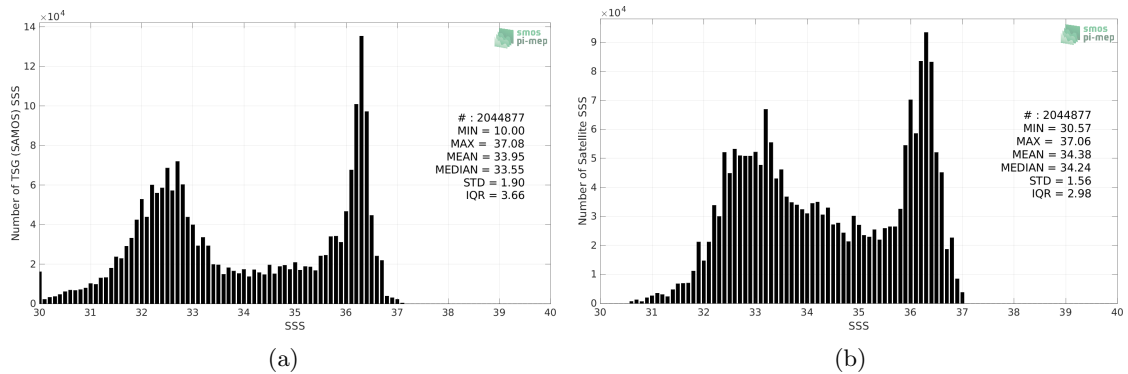 ×10⁴
14
12
10
8
6
4
2
0
30 31 32 33 34 35 36 37 38 39 40
SSS
Number of TSG (SAMOS) SSS
smos
pi-mep
# : 2044877
MIN = 10.00
MAX = 37.08
MEAN = 33.95
MEDIAN = 33.55
STD = 1.90
IQR = 3.66
(a)
×10⁴
9
8
7
6
5
4
3
2
1
0
30 31 32 33 34 35 36 37 38 39 40
SSS
Number of Satellite SSS
smos
pi-mep
# : 2044877
MIN = 30.57
MAX = 37.06
MEAN = 34.38
MEDIAN = 34.24
STD = 1.56
IQR = 2.98
(b)